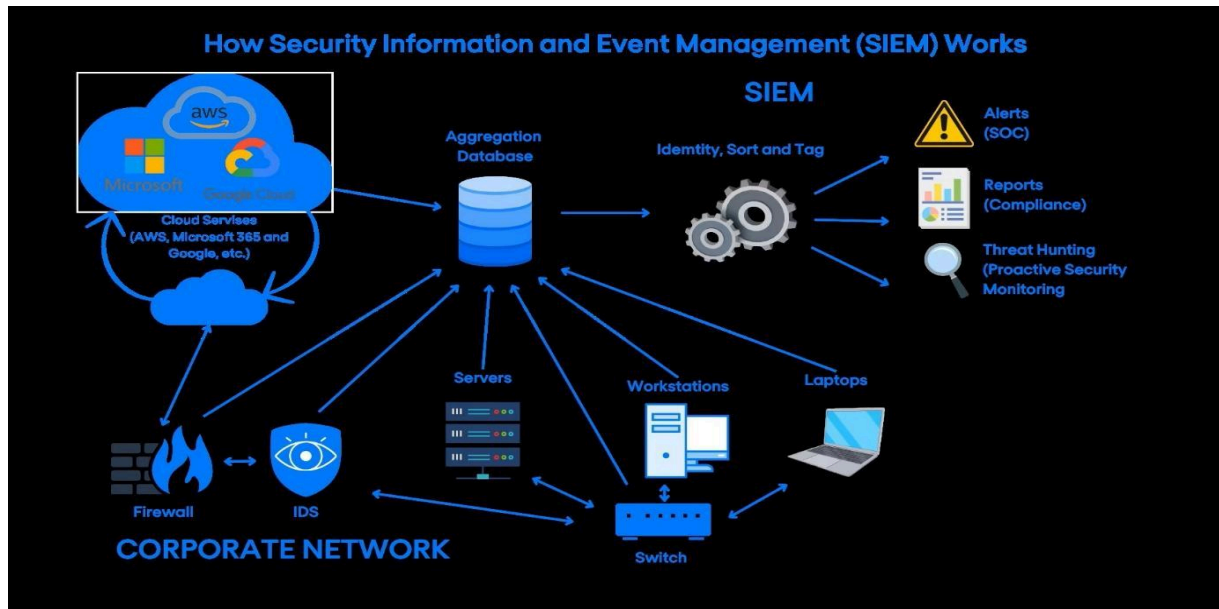 How Security Information and Event Management (SIEM) Works
SIEM
aws
Microsoft
Google Cloud
Cloud Servises
(AWS, Microsoft 365 and
Google, etc.)
Aggregation
Database
Idemtity, Sort and Tag
Alerts
(SOC)
Reports
(Compliance)
Threat Hunting
(Proactive Security
Monitoring
Servers
Workstations
Laptops
Firewall
IDS
Switch
CORPORATE NETWORK